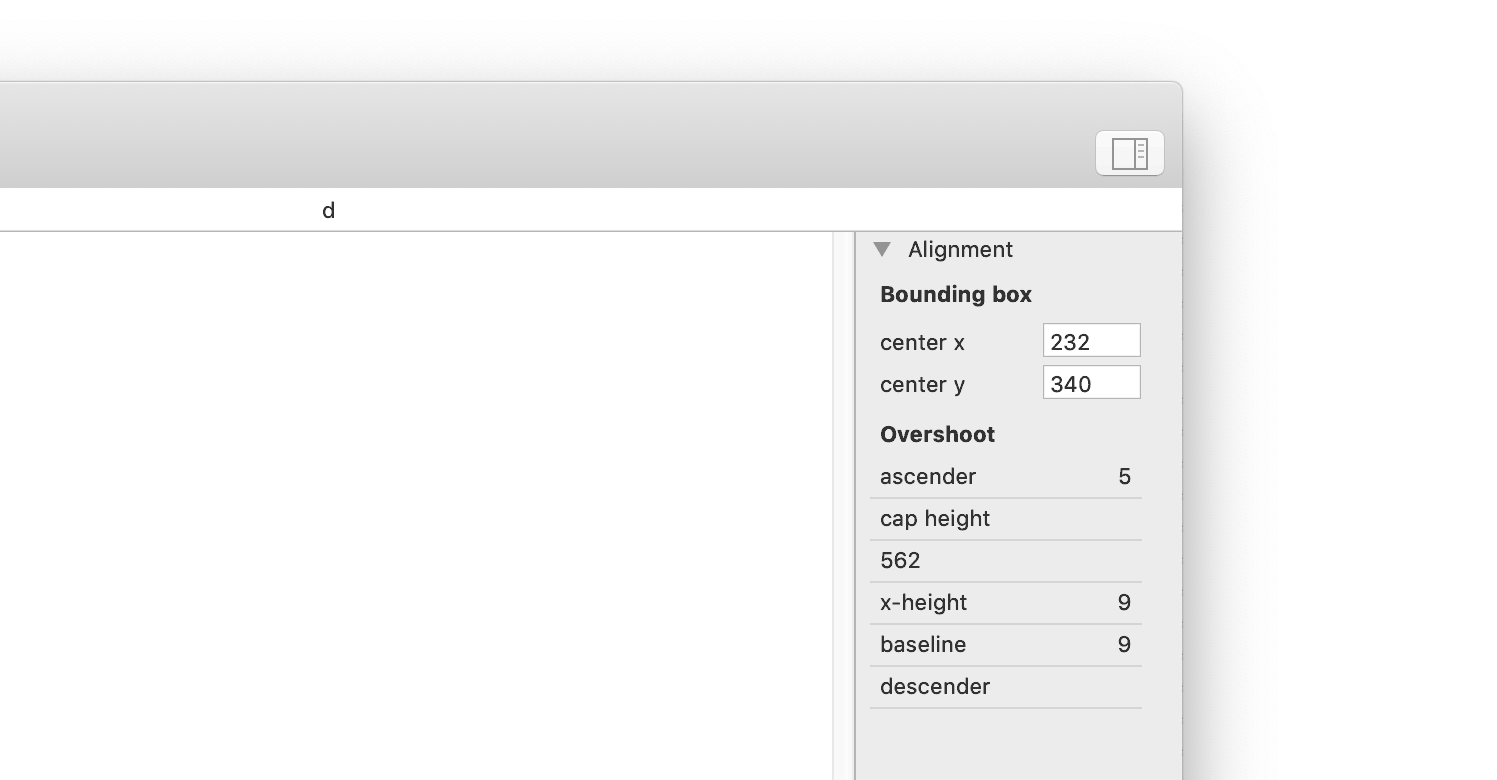 d
Alignment
Bounding box
center x 232
center y 340
Overshoot
ascender 5
cap height
562
x-height 9
baseline 9
descender